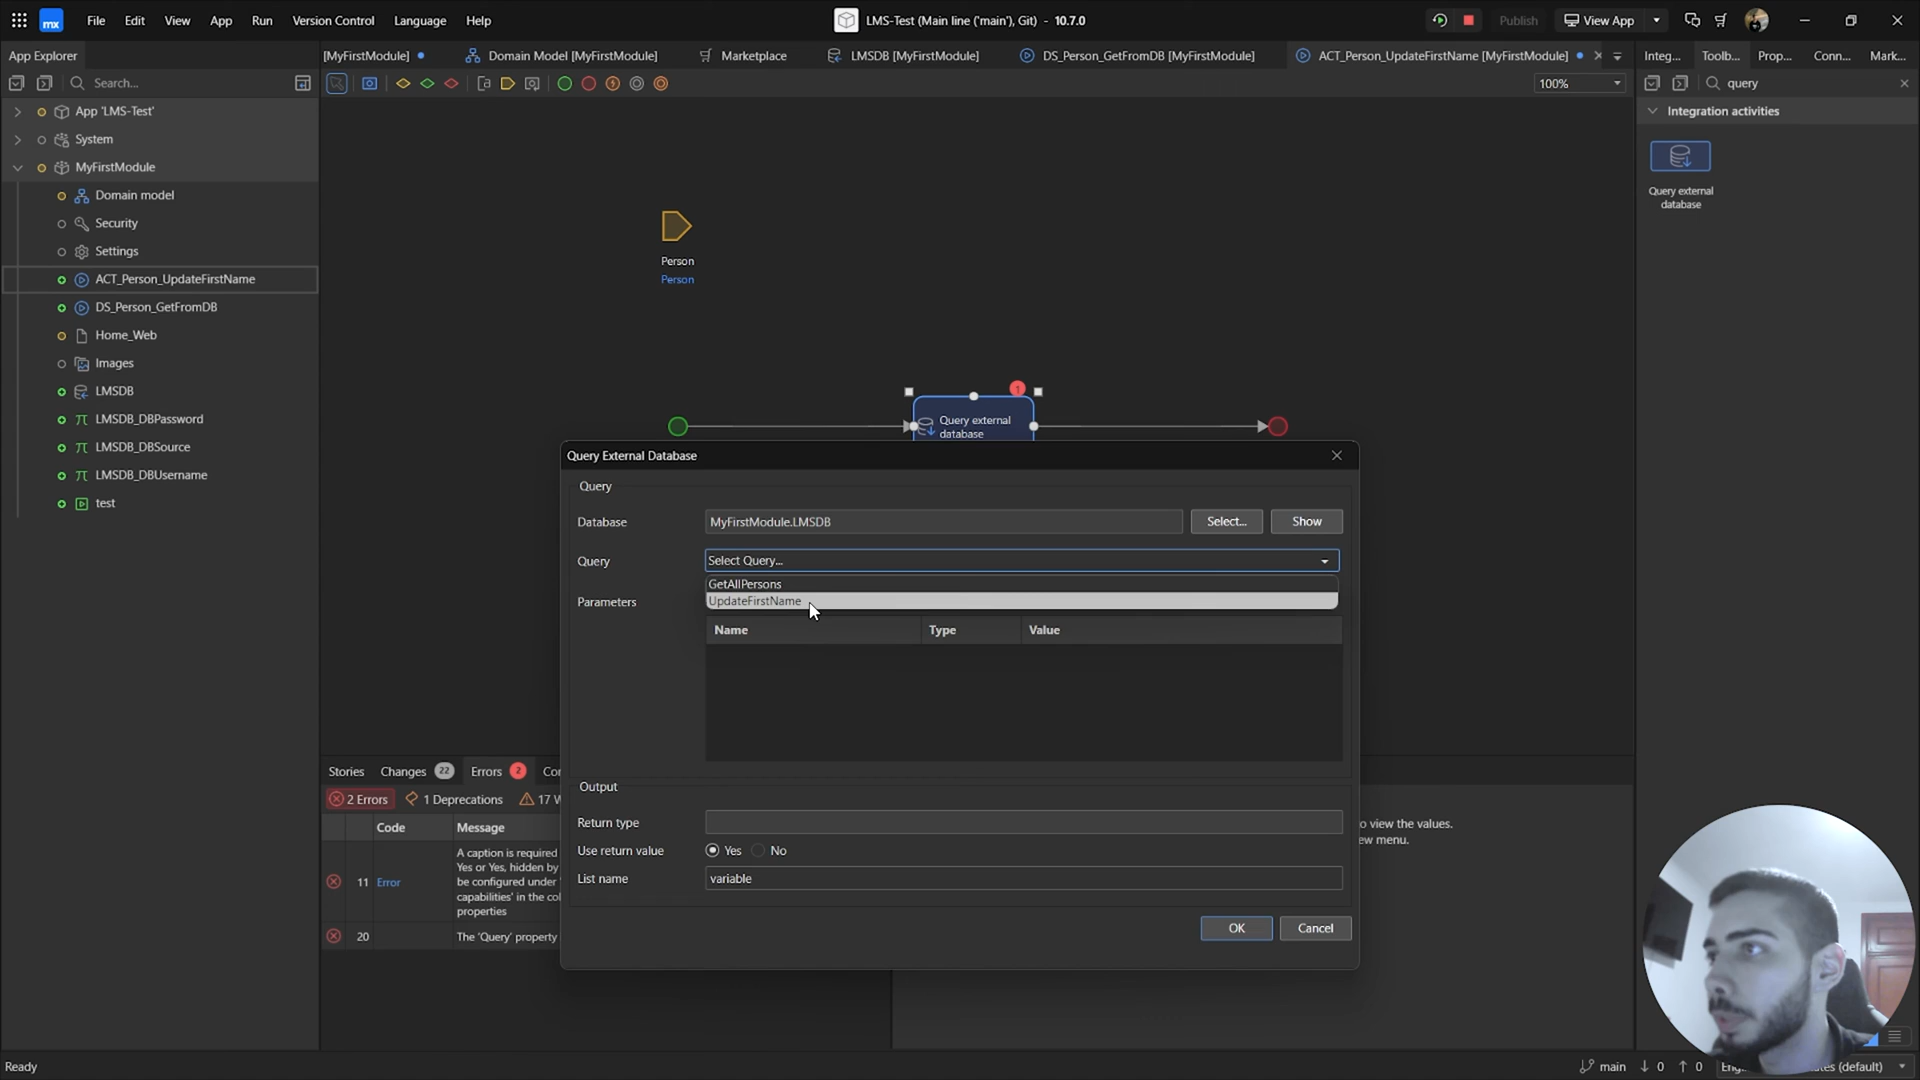 mx
File
Edit
View
App
Run
Version Control
Language
Help
LMS-Test (Main line ('main'), Git) - 10.7.0
Publish
View App
App Explorer
[MyFirstModule]
Domain Model [MyFirstModule]
Marketplace
LMSDB [MyFirstModule]
DS_Person_GetFromDB [MyFirstModule]
ACT_Person_UpdateFirstName [MyFirstModule]
Integ...
Toolb...
Prop...
Conn...
Mark...
Search...
100%
query
App 'LMS-Test'
System
MyFirstModule
Domain model
Security
Settings
ACT_Person_UpdateFirstName
DS_Person_GetFromDB
Home_Web
Images
LMSDB
LMSDB_DBPassword
LMSDB_DBSource
LMSDB_DBUsername
test
Integration activities
Query external
database
Person
Person
1
Query external
database
Query External Database
Query
Database
MyFirstModule.LMSDB
Select...
Show
Query
Select Query...
GetAllPersons
UpdateFirstName
Parameters
Name
Type
Value
Output
Return type
Use return value
Yes
No
List name
variable
OK
Cancel
Stories
Changes
22
Errors
2
2 Errors
1 Deprecations
Code
Message
11
Error
A caption is required
Yes or Yes, hidden by
be configured under
capabilities' in the
properties
20
The 'Query' property
to view the values.
menu.
Ready
main
0
0
(default)